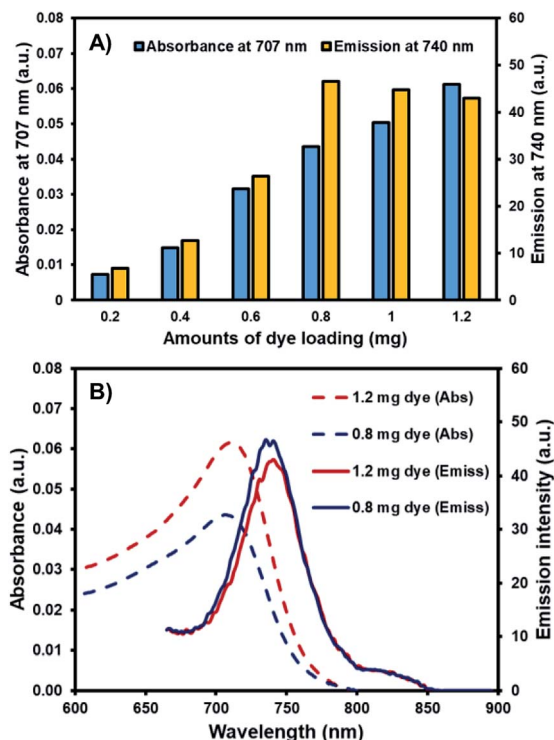 A)
Absorbance at 707 nm
Emission at 740 nm
Absorbance at 707 nm (a.u.)
0.08
0.07
0.06
0.05
0.04
0.03
0.02
0.01
0
Emission at 740 nm (a.u.)
60
50
40
30
20
10
0
0.2 0.4 0.6 0.8 1 1.2
Amounts of dye loading (mg)
B)
1.2 mg dye (Abs)
0.8 mg dye (Abs)
1.2 mg dye (Emiss)
0.8 mg dye (Emiss)
Absorbance (a.u.)
0.08
0.07
0.06
0.05
0.04
0.03
0.02
0.01
0.00
Emission intensity (a.u.)
60
50
40
30
20
10
0
600 650 700 750 800 850 900
Wavelength (nm)